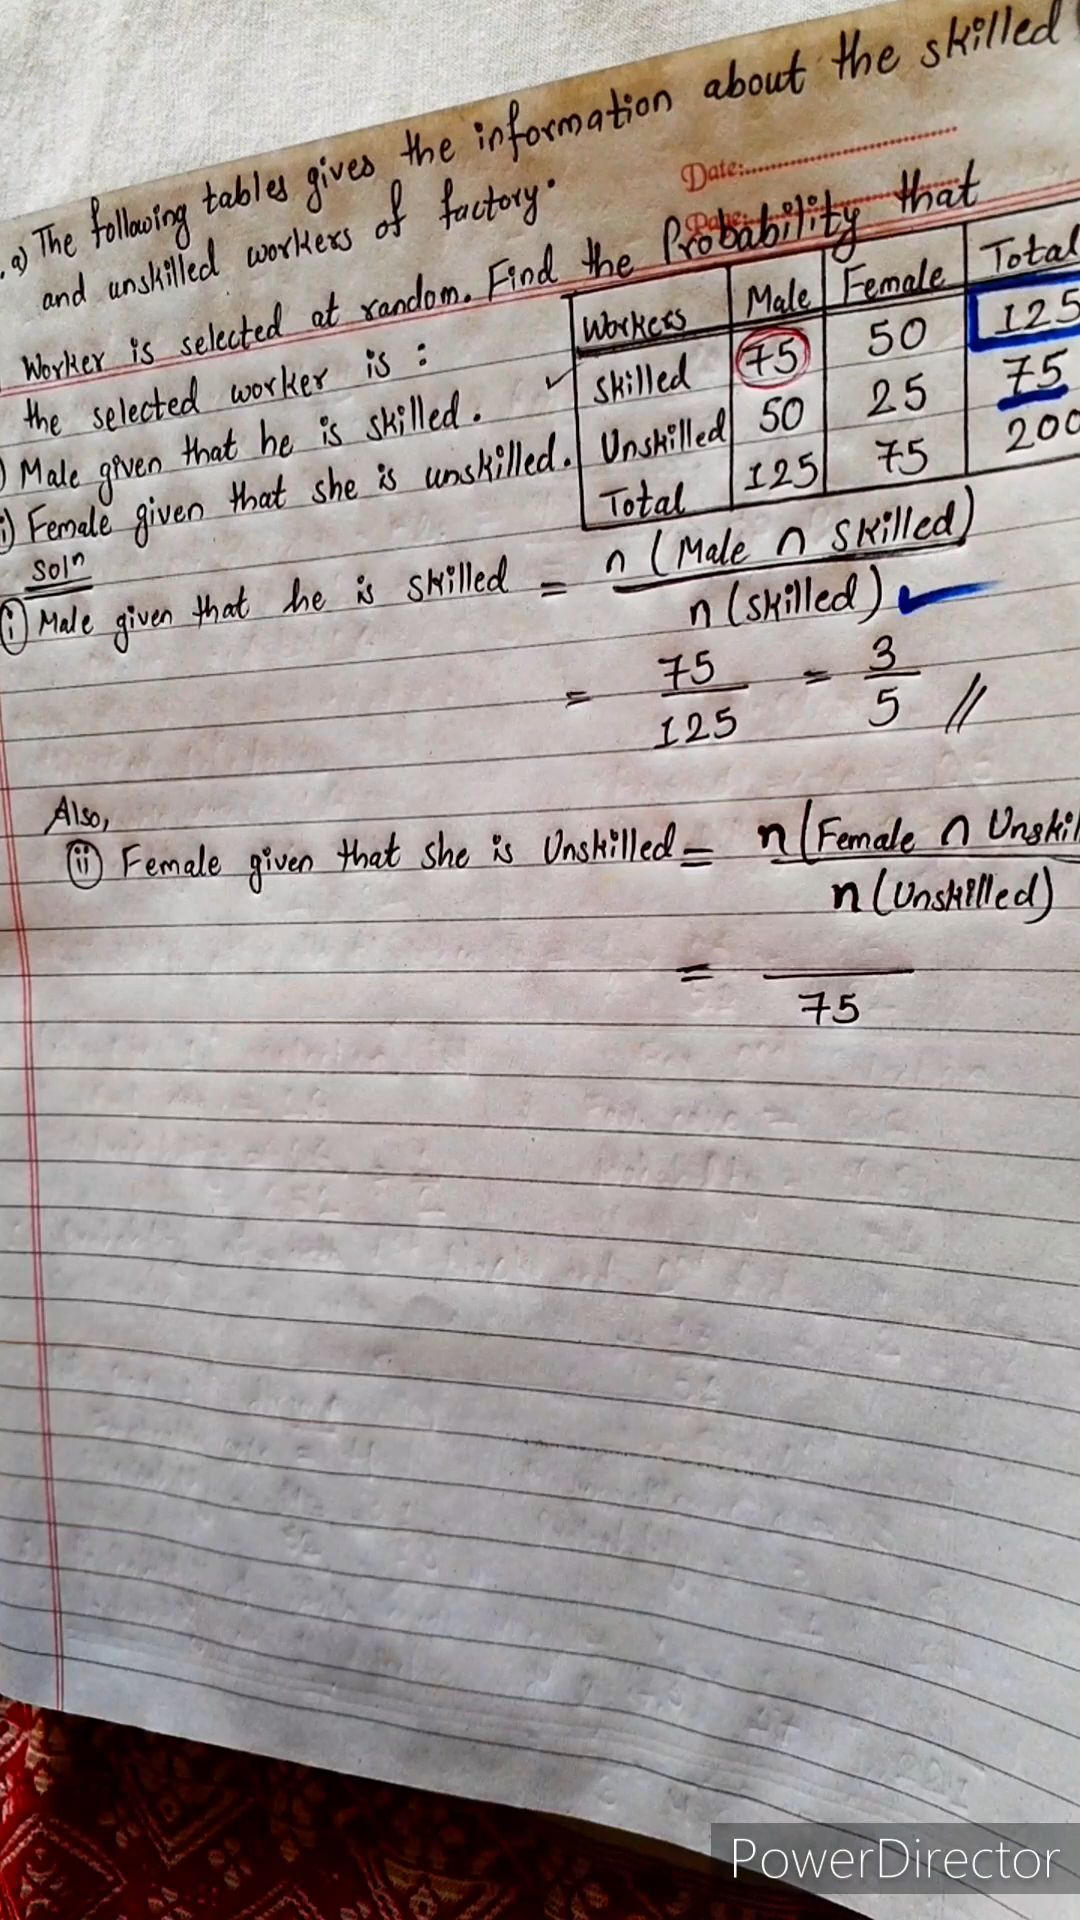 a) The following tables gives the information about the skilled
and unskilled workers of factory.
Date:
Worker is selected at random. Find the Probability that
the selected worker is :
) Male given that he is skilled.
i) Female given that she is unskilled.
Workers Male Female Total
Skilled 75 50 125
Unskilled 50 25 75
Total 125 75 200
Soln
(i) Male given that he is skilled = n (Male ∩ Skilled)
n (skilled)
= 75 = 3
125 5 //
Also,
(ii) Female given that she is Unskilled = n (Female ∩ Unskil
n (Unskilled)
=
75
PowerDirector